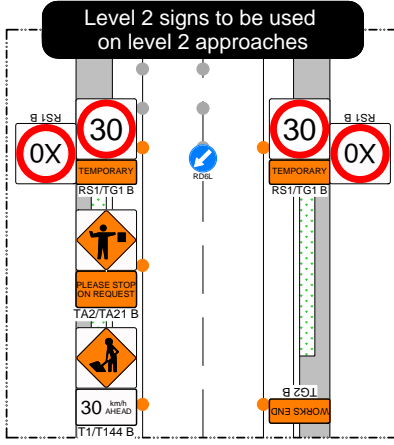 Level 2 signs to be used
on level 2 approaches
RS1 B
30
TEMPORARY
RS1/TG1 B
0X
RD6L
RS1 B
30
TEMPORARY
RS1/TG1 B
0X
PLEASE STOP
ON REQUEST
TA2/TA21 B
30 km/h
AHEAD
T1/T144 B
TG2 B
WORKS END